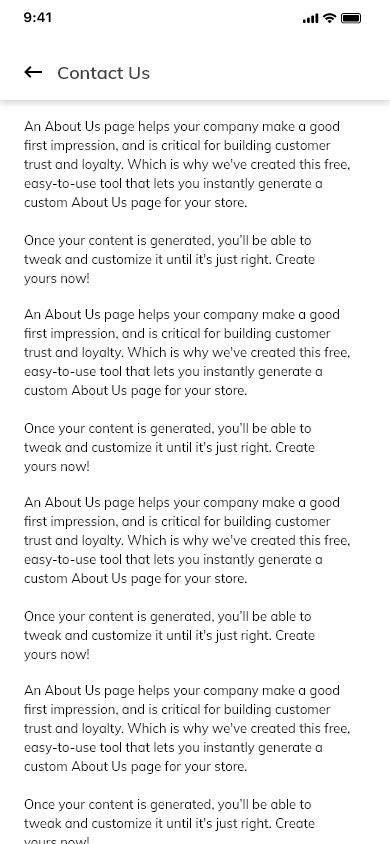 9:41
Contact Us
An About Us page helps your company make a good
first impression, and is critical for building customer
trust and loyalty. Which is why we've created this free,
easy-to-use tool that lets you instantly generate a
custom About Us page for your store.
Once your content is generated, you'll be able to
tweak and customize it until it's just right. Create
yours now!
An About Us page helps your company make a good
first impression, and is critical for building customer
trust and loyalty. Which is why we've created this free,
easy-to-use tool that lets you instantly generate a
custom About Us page for your store.
Once your content is generated, you'll be able to
tweak and customize it until it's just right. Create
yours now!
An About Us page helps your company make a good
first impression, and is critical for building customer
trust and loyalty. Which is why we've created this free,
easy-to-use tool that lets you instantly generate a
custom About Us page for your store.
Once your content is generated, you'll be able to
tweak and customize it until it's just right. Create
yours now!
An About Us page helps your company make a good
first impression, and is critical for building customer
trust and loyalty. Which is why we've created this free,
easy-to-use tool that lets you instantly generate a
custom About Us page for your store.
Once your content is generated, you'll be able to
tweak and customize it until it's just right. Create
yours now!